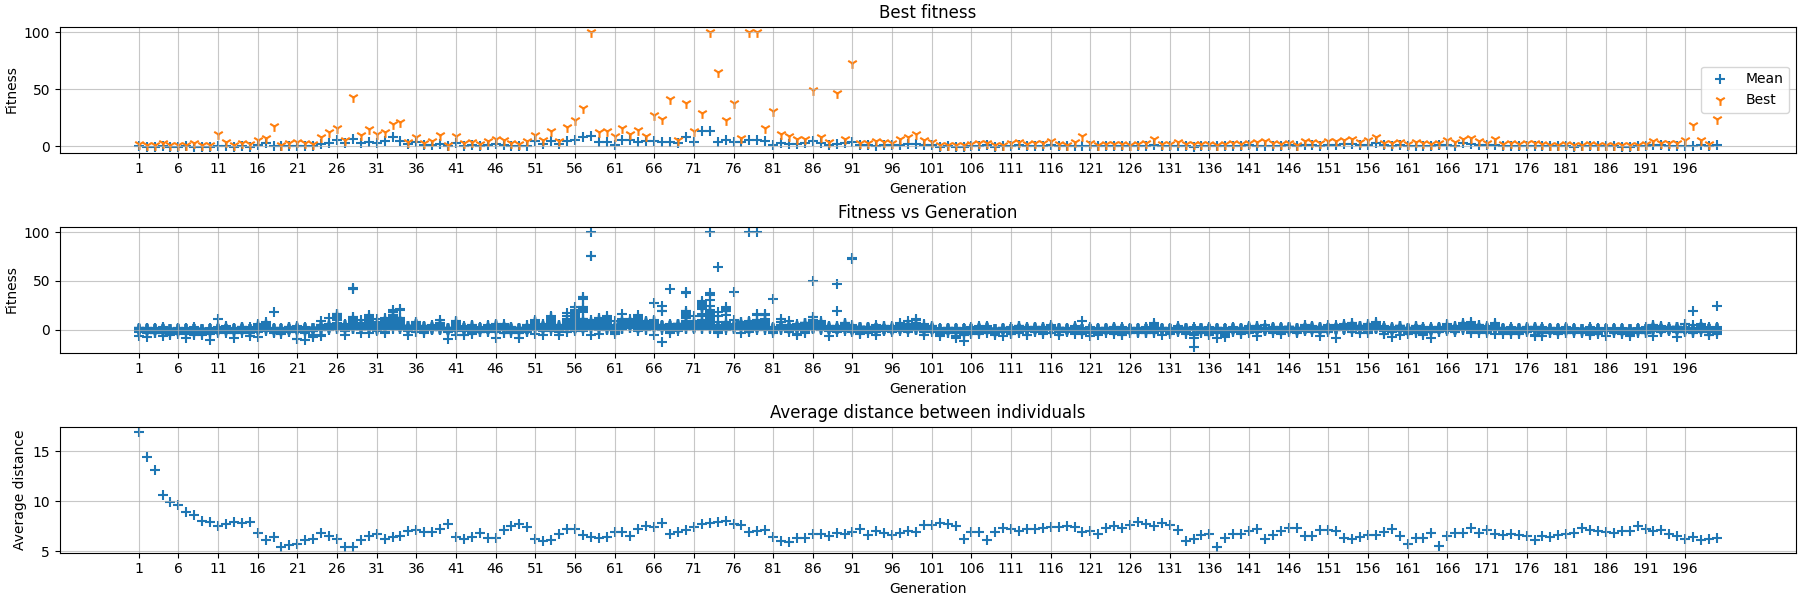 Best fitness
100
50
0
Fitness
Mean
Best
1 6 11 16 21 26 31 36 41 46 51 56 61 66 71 76 81 86 91 96 101 106 111 116 121 126 131 136 141 146 151 156 161 166 171 176 181 186 191 196
Generation
Fitness vs Generation
100
50
0
Fitness
1 6 11 16 21 26 31 36 41 46 51 56 61 66 71 76 81 86 91 96 101 106 111 116 121 126 131 136 141 146 151 156 161 166 171 176 181 186 191 196
Generation
Average distance between individuals
15
10
5
Average distance
1 6 11 16 21 26 31 36 41 46 51 56 61 66 71 76 81 86 91 96 101 106 111 116 121 126 131 136 141 146 151 156 161 166 171 176 181 186 191 196
Generation